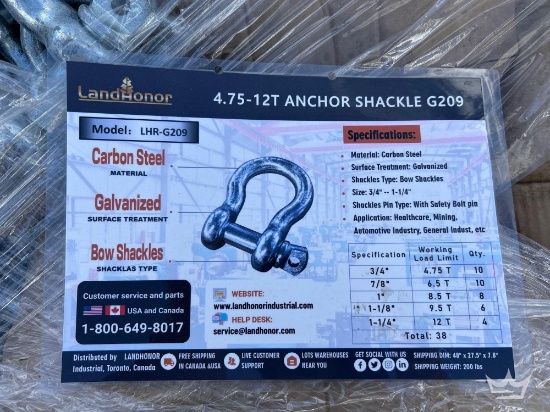 LANDHONOR
4.75-12T ANCHOR SHACKLE G209
Model: LHR-G209
Carbon Steel
MATERIAL
Galvanized
SURFACE TREATMENT
Bow Shackles
SHACKLAS TYPE
Specifications:
• Material: Carbon Steel
• Surface Treatment: Galvanized
• Shackles Type: Bow Shackles
• Size: 3/4" -- 1-1/4"
• Shackles Pin Type: With Safety Bolt pin
• Application: Healthcare, Mining,
Automotive Industry, General Indust, etc
Specification Working Load Limit Qty.
3/4" 4.75 T 10
7/8" 6.5 T 10
1" 8.5 T 8
1-1/8" 9.5 T 6
1-1/4" 12 T 4
Total: 38
Customer service and parts
USA and Canada
1-800-649-8017
WEBSITE:
www.landhonorindustrial.com
HELP DESK:
service@landhonor.com
Distributed by LANDHONOR
Industrial, Toronto, Canada
FREE SHIPPING
IN CANADA &USA
LIVE CUSTOMER
SUPPORT
LOTS WAREHOUSES
NEAR YOU
GET SOCIAL WITH US
SHIPPING DIM: 48" x 27.5" x 7.8"
SHIPPING WEIGHT: 200 lbs